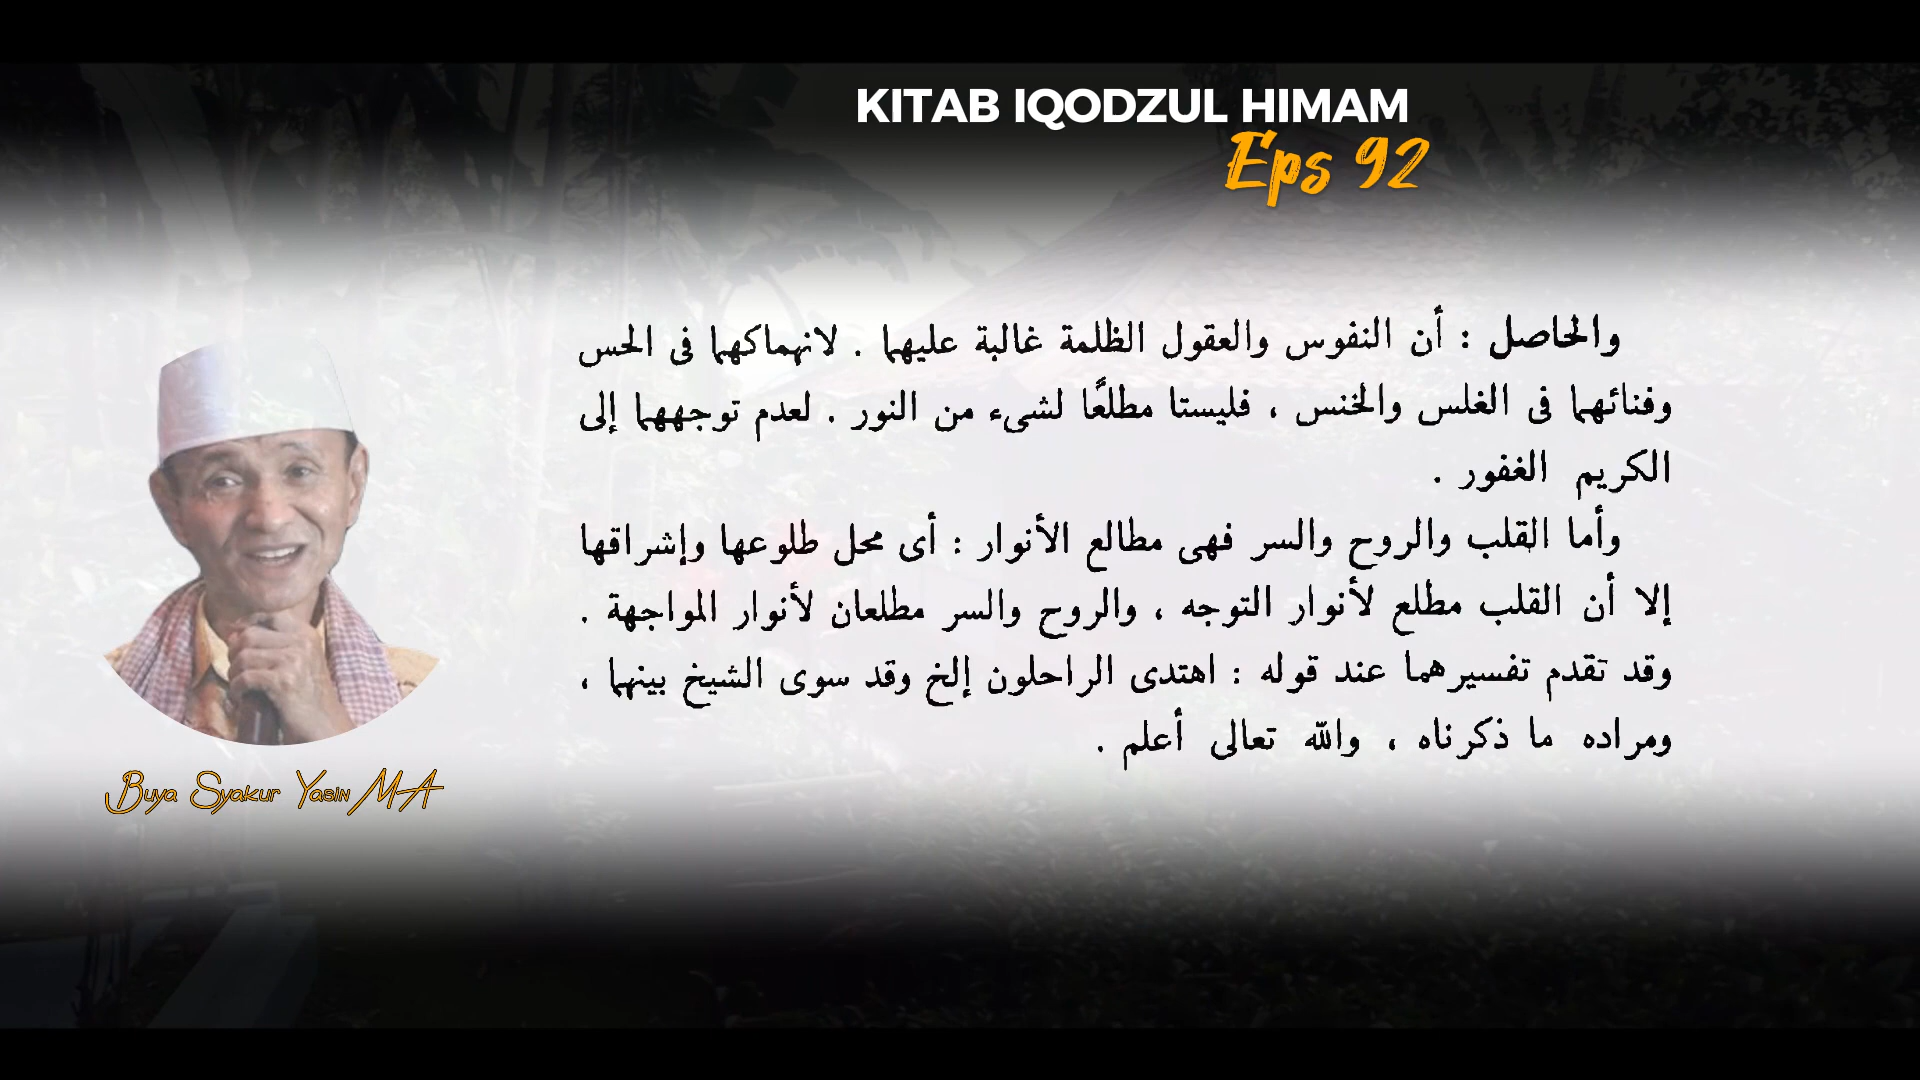 KITAB IQODZUL HIMAM
Eps 92
والحاصل : أن النفوس والعقول الظلمة غالبة عليهما . لانهماكهما فى الحس
وفنائهما فى الغلس والخنس ، فليستا مطلعًا لشىء من النور . لعدم توجههما إلى
الكريم الغفور .
وأما القلب والروح والسر فهى مطالع الأنوار : أى محل طلوعها وإشراقها
إلا أن القلب مطلع لأنوار التوجه ، والروح والسر مطلعان لأنوار المواجهة .
وقد تقدم تفسيرهما عند قوله : اهتدى الراحلون إلخ وقد سوى الشيخ بينهما ،
ومراده ما ذكرناه ، والله تعالى أعلم .
Buya Syakur Yasin MA